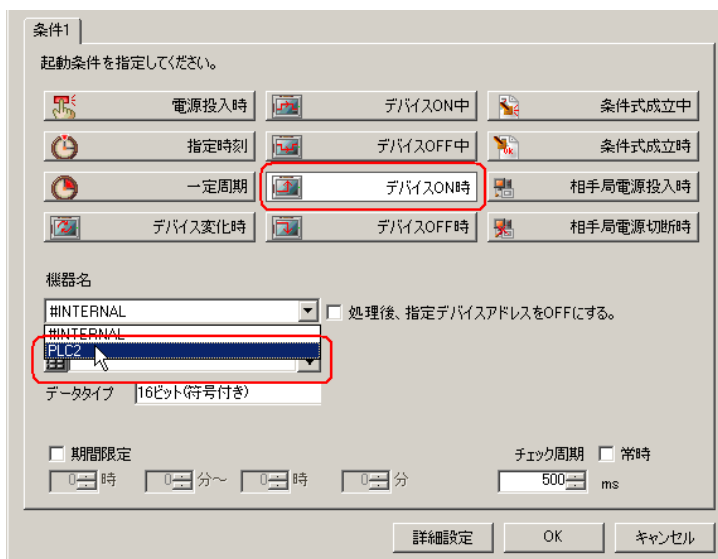 条件1
起動条件を指定してください。
電源投入時 デバイスON中 条件式成立中
指定時刻 デバイスOFF中 条件式成立時
一定周期 デバイスON時 相手局電源投入時
デバイス変化時 デバイスOFF時 相手局電源切断時
機器名
#INTERNAL 処理後、指定デバイスアドレスをOFFにする。
#INTERNAL
PLC2
データタイプ 16ビット(符号付き)
期間限定 チェック周期 常時
0 時 0 分～ 0 時 0 分 500 ms
詳細設定 OK キャンセル